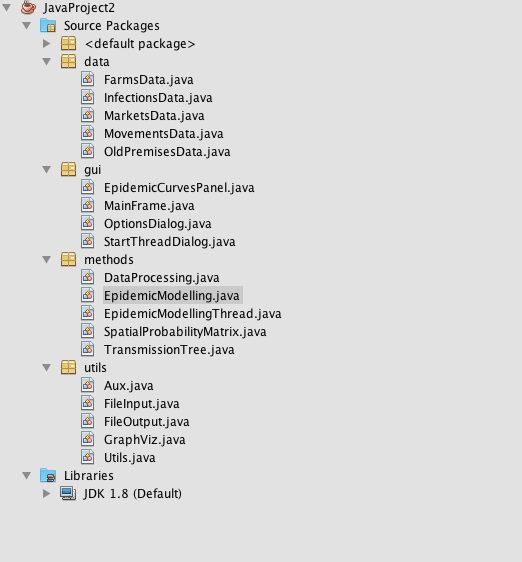 JavaProject2
Source Packages
<default package>
data
FarmsData.java
InfectionsData.java
MarketsData.java
MovementsData.java
OldPremisesData.java
gui
EpidemicCurvesPanel.java
MainFrame.java
OptionsDialog.java
StartThreadDialog.java
methods
DataProcessing.java
EpidemicModelling.java
EpidemicModellingThread.java
SpatialProbabilityMatrix.java
TransmissionTree.java
utils
Aux.java
FileInput.java
FileOutput.java
GraphViz.java
Utils.java
Libraries
JDK 1.8 (Default)